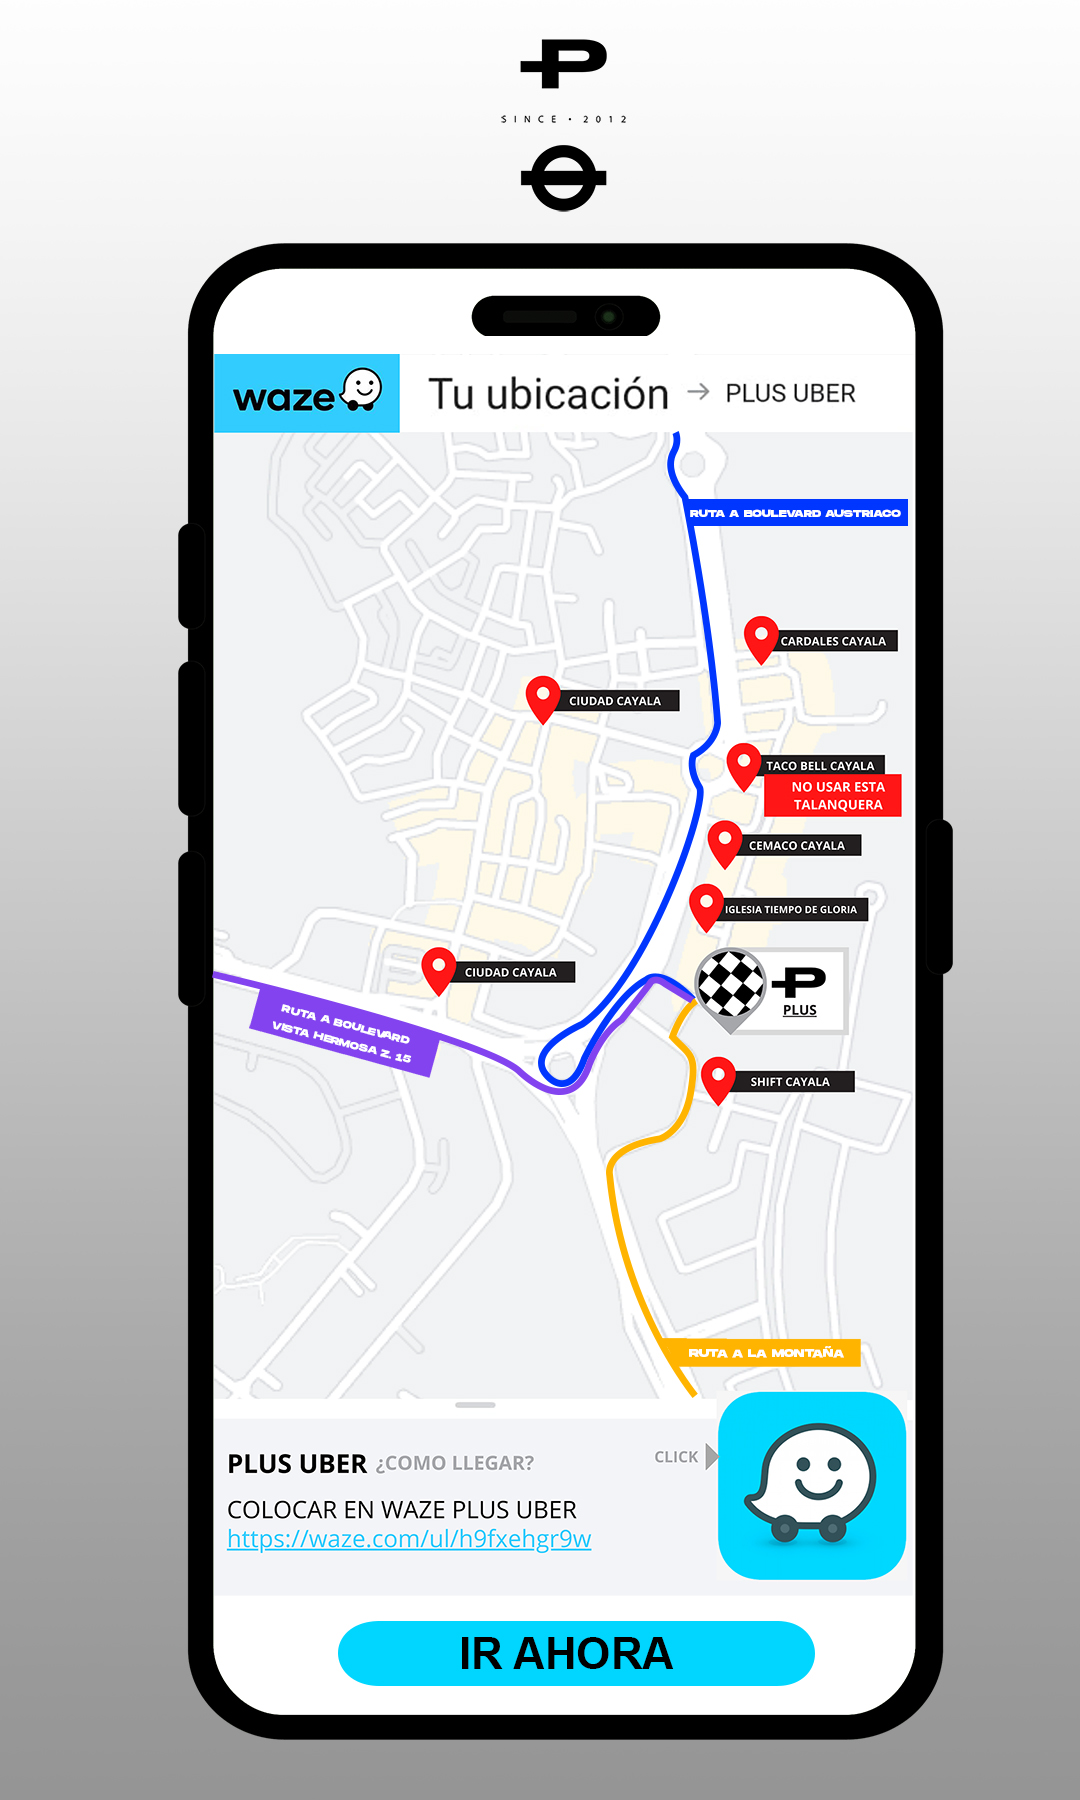 P
SINCE • 2012
waze
Tu ubicación → PLUS UBER
RUTA A BOULEVARD AUSTRIACO
CARDALES CAYALA
CIUDAD CAYALA
TACO BELL CAYALA
NO USAR ESTA
TALANQUERA
CEMACO CAYALA
IGLESIA TIEMPO DE GLORIA
CIUDAD CAYALA
P
PLUS
RUTA A BOULEVARD
VISTA HERMOSA Z. 15
SHIFT CAYALA
RUTA A LA MONTAÑA
PLUS UBER ¿COMO LLEGAR?
CLICK
COLOCAR EN WAZE PLUS UBER
https://waze.com/ul/h9fxehgr9w
IR AHORA